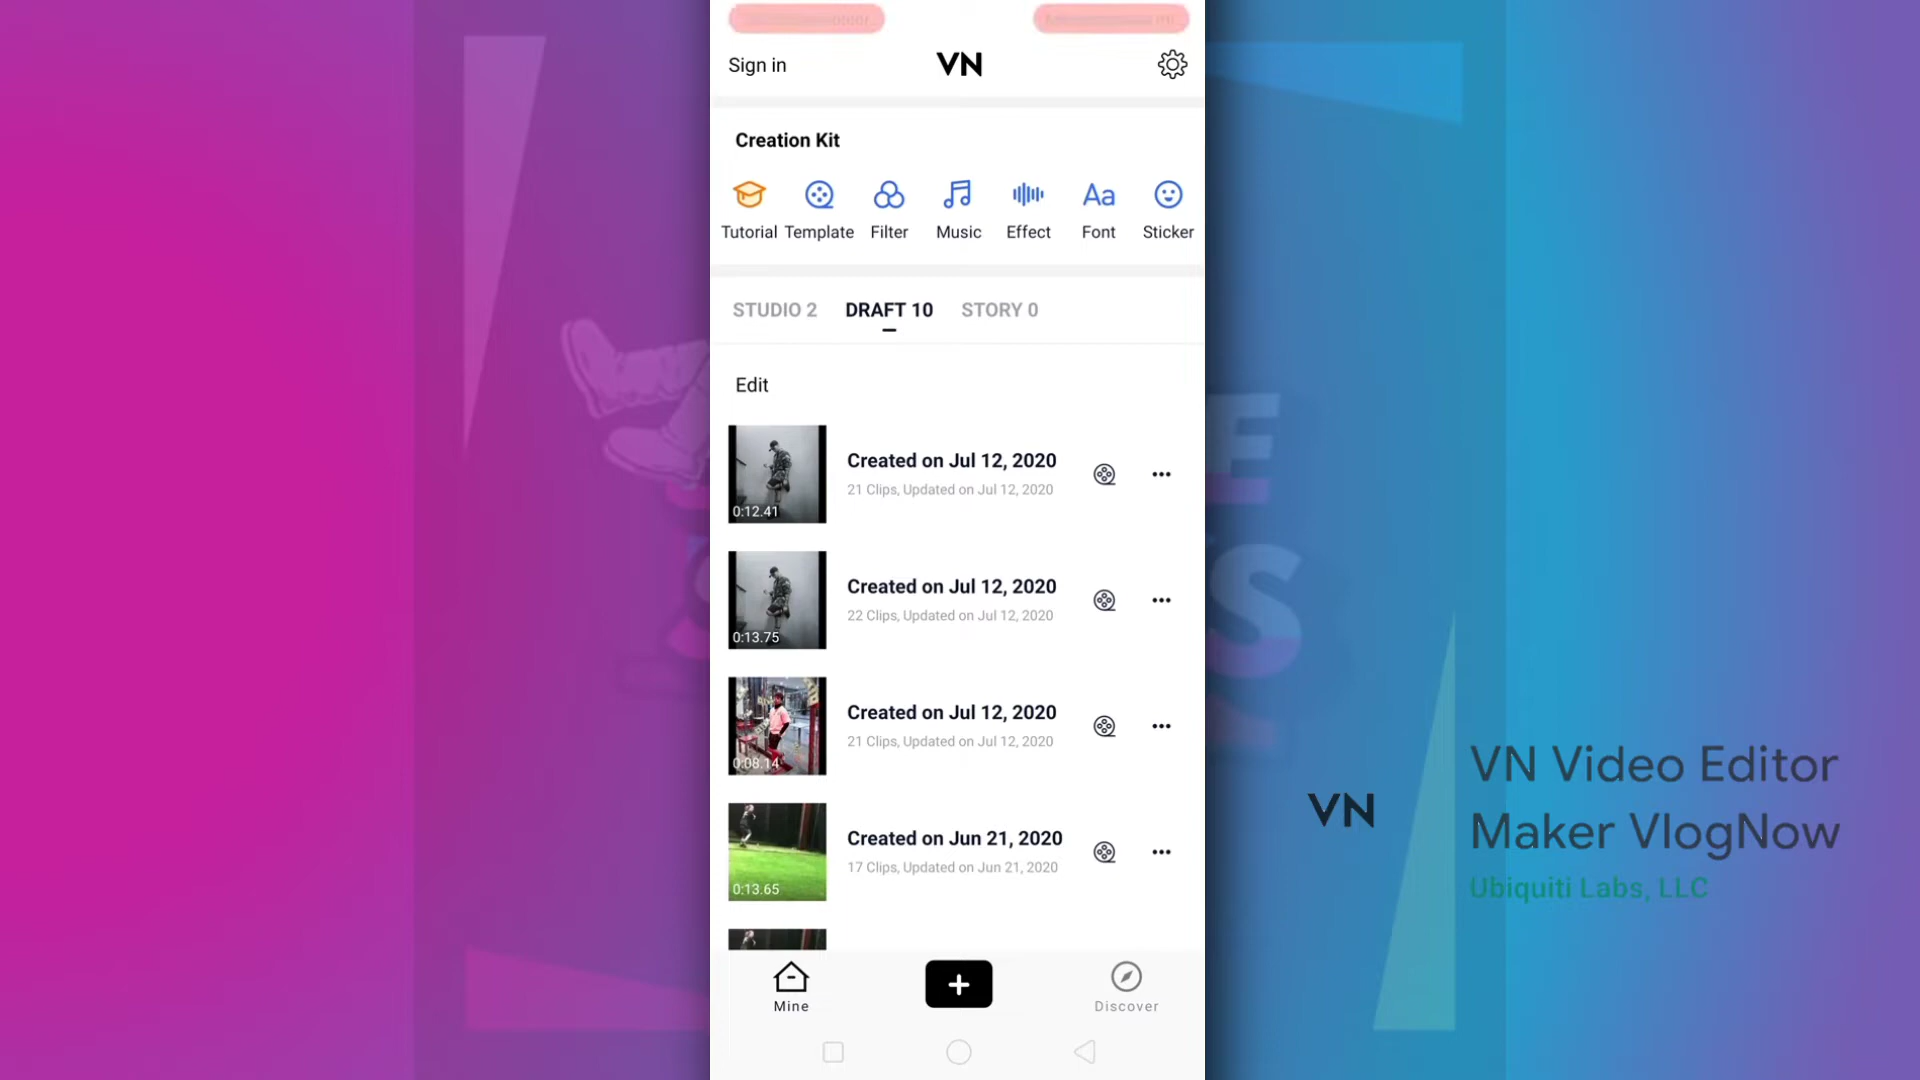 Sign in
VN
Creation Kit
Tutorial Template Filter Music Effect Font Sticker
STUDIO 2 DRAFT 10 STORY 0
Edit
Created on Jul 12, 2020
21 Clips, Updated on Jul 12, 2020
0:12.41
Created on Jul 12, 2020
22 Clips, Updated on Jul 12, 2020
0:13.75
Created on Jul 12, 2020
21 Clips, Updated on Jul 12, 2020
0:08.14
Created on Jun 21, 2020
17 Clips, Updated on Jun 21, 2020
0:13.65
Mine
Discover
VN
VN Video Editor
Maker VlogNow
Ubiquiti Labs, LLC